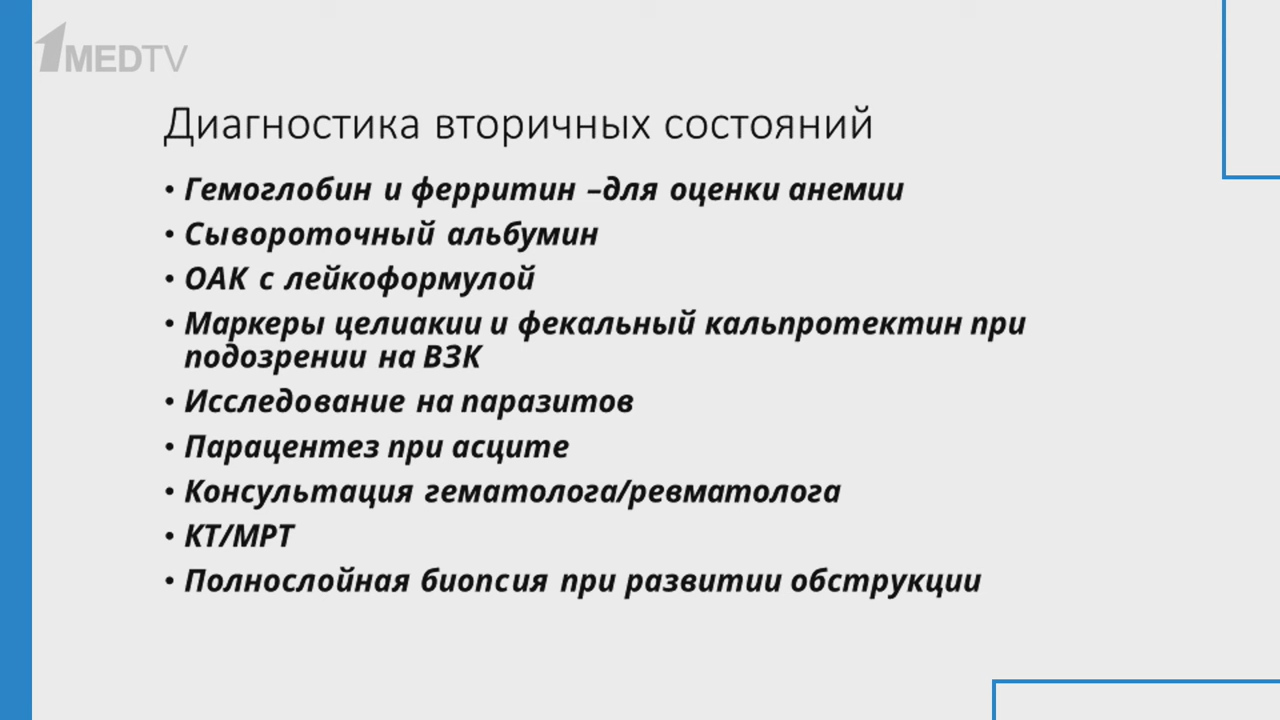 1MEDTV
Диагностика вторичных состояний
• Гемоглобин и ферритин –для оценки анемии
• Сывороточный альбумин
• ОАК с лейкоформулой
• Маркеры целиакии и фекальный кальпротектин при
подозрении на ВЗК
• Исследование на паразитов
• Парацентез при асците
• Консультация гематолога/ревматолога
• КТ/МРТ
• Полнослойная биопсия при развитии обструкции